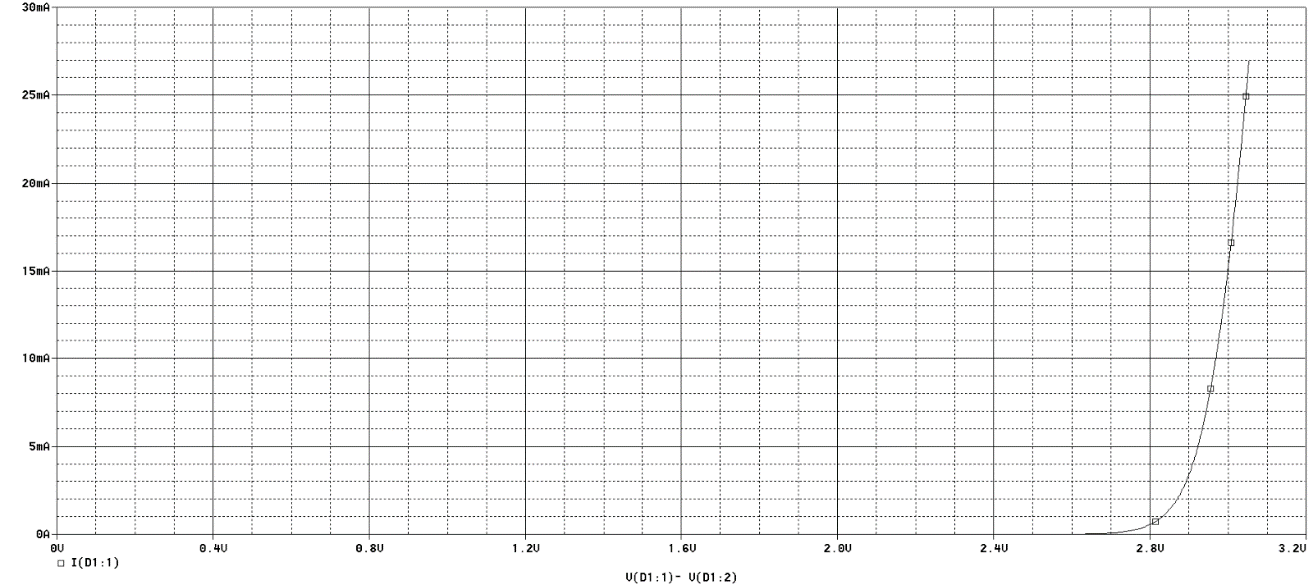 30mA
25mA
20mA
15mA
10mA
5mA
0A
0V 0.4V 0.8V 1.2V 1.6V 2.0V 2.4V 2.8V 3.2V
I(D1:1)
V(D1:1)- V(D1:2)